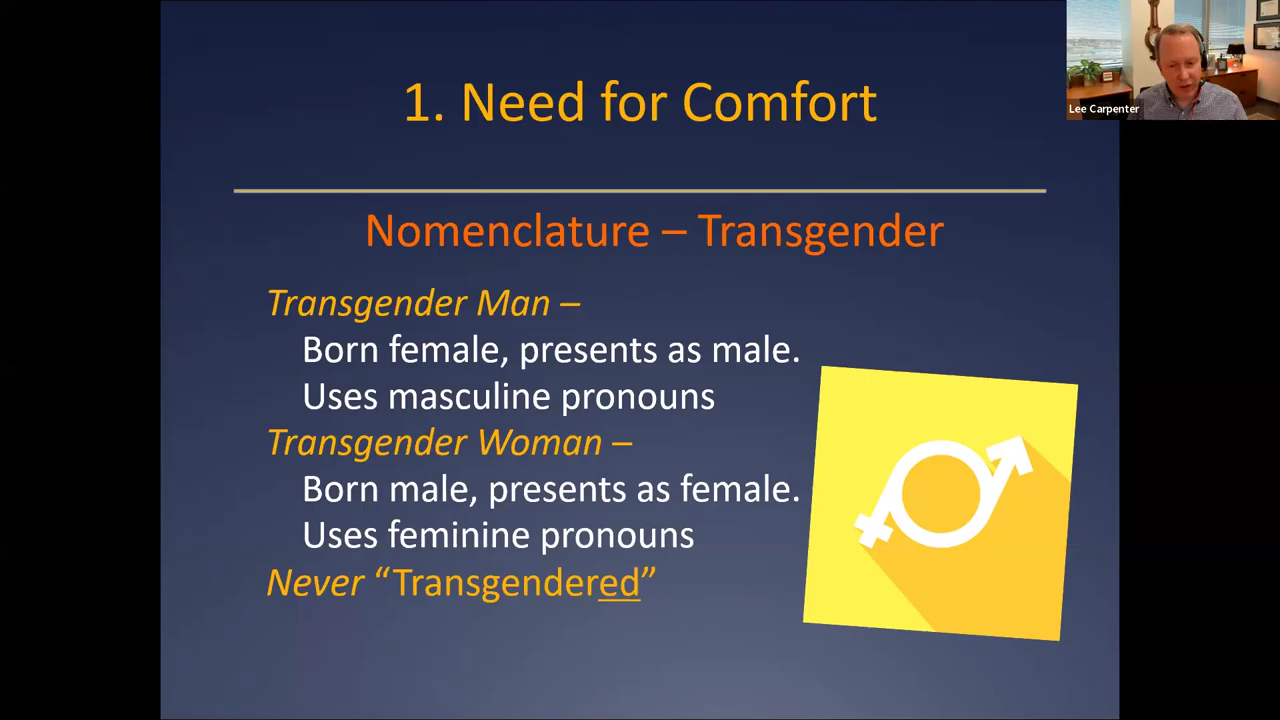 1. Need for Comfort
Lee Carpenter
Nomenclature – Transgender
Transgender Man –
Born female, presents as male.
Uses masculine pronouns
Transgender Woman –
Born male, presents as female.
Uses feminine pronouns
Never “Transgendered”